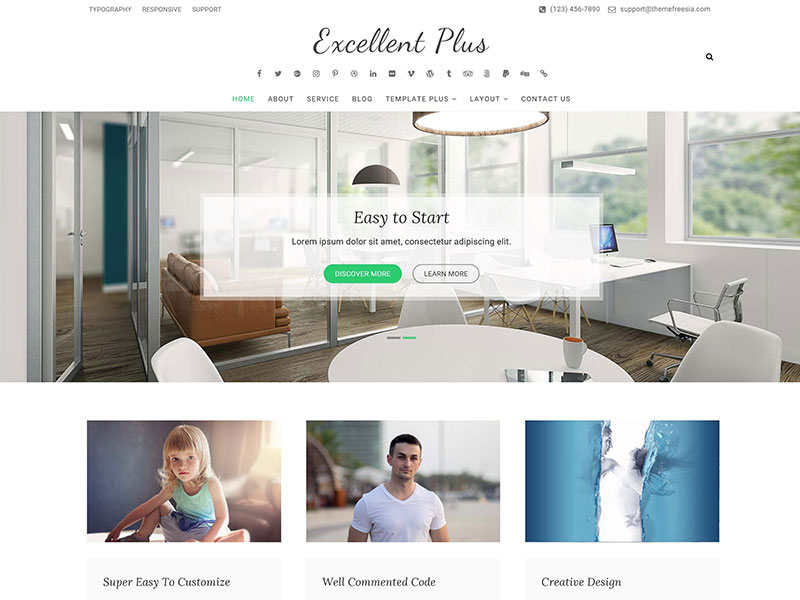 TYPOGRAPHY RESPONSIVE SUPPORT (123) 456-7890 support@themefreesia.com
Excellent Plus
HOME ABOUT SERVICE BLOG TEMPLATE PLUS LAYOUT CONTACT US
Easy to Start
Lorem ipsum dolor sit amet, consectetur adipiscing elit.
DISCOVER MORE LEARN MORE
Super Easy To Customize Well Commented Code Creative Design